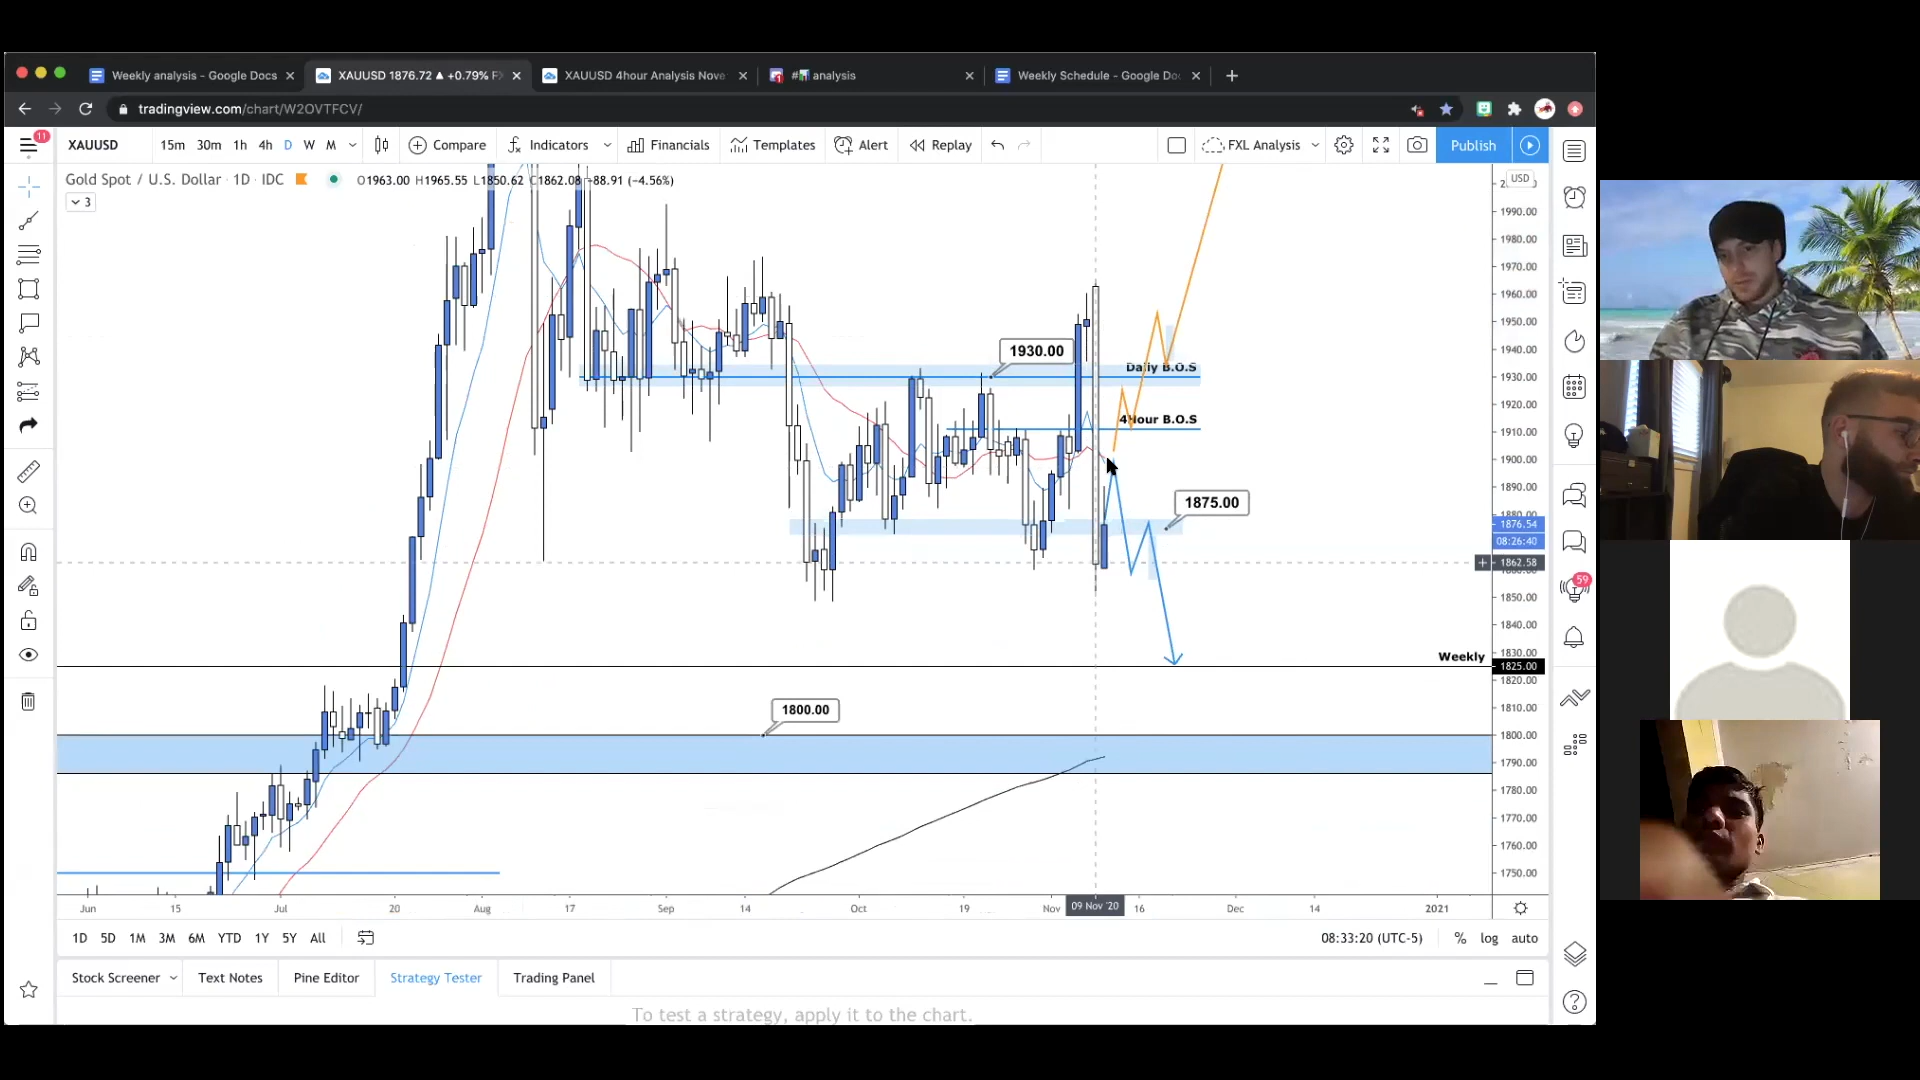 Weekly analysis - Google Docs
XAUUSD 1876.72 ▲ +0.79% F
XAUUSD 4hour Analysis Nove
#analysis
Weekly Schedule - Google Do
tradingview.com/chart/W2OVTFCV/
11
XAUUSD 15m 30m 1h 4h D W M Compare Indicators Financials Templates Alert Replay FXL Analysis Publish
Gold Spot / U.S. Dollar · 1D · IDC O1963.00 H1965.55 L1850.62 C1862.08 -88.91 (-4.56%)
3
USD
1990.00
1980.00
1970.00
1960.00
1950.00
1940.00
1930.00
1920.00
1910.00
1900.00
1890.00
1880.00
1876.54
08:26:40
1862.58
1850.00
1840.00
1830.00
1825.00
1820.00
1810.00
1800.00
1790.00
1780.00
1770.00
1760.00
1750.00
1930.00
Daily B.O.S
4Hour B.O.S
1875.00
Weekly
1800.00
59
Jun 15 Jul 20 Aug 17 Sep 14 Oct 19 Nov 09 Nov '20 16 Dec 14 2021
1D 5D 1M 3M 6M YTD 1Y 5Y All 08:33:20 (UTC-5) % log auto
Stock Screener Text Notes Pine Editor Strategy Tester Trading Panel
To test a strategy, apply it to the chart.